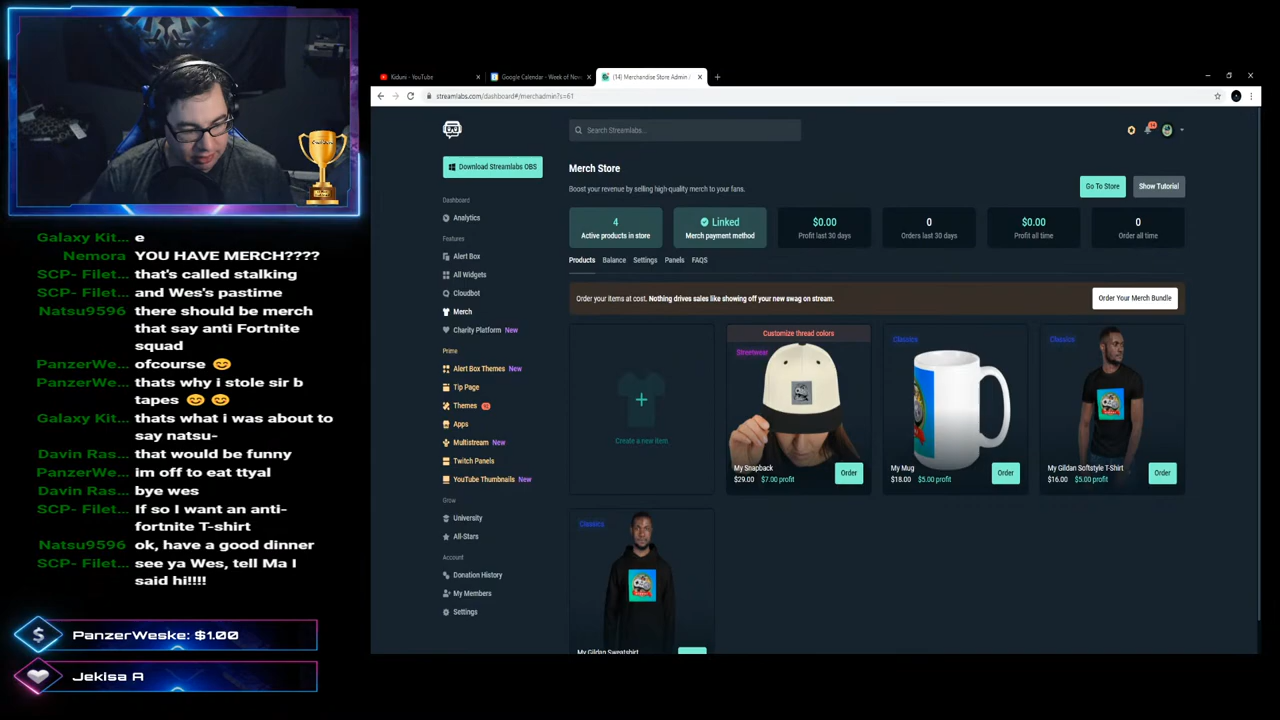 Galaxy Kit... e
Nemora YOU HAVE MERCH????
SCP- Filet... that's called stalking
SCP- Filet... and Wes's pastime
Natsu9596 there should be merch
that say anti Fortnite
squad
PanzerWe... ofcourse 😊
PanzerWe... thats why i stole sir b
tapes 😊 😊
Galaxy Kit... thats what i was about to
say natsu-
Davin Ras... that would be funny
PanzerWe... im off to eat ttyal
Davin Ras... bye wes
SCP- Filet... If so I want an anti-
fortnite T-shirt
Natsu9596 ok, have a good dinner
SCP- Filet... see ya Wes, tell Ma I
said hi!!!!
$ PanzerWeske: $1.00
Jekisa A
Kiduni - YouTube
Google Calendar - Week of Nov
(14) Merchandise Store Admin /
streamlabs.com/dashboard#/merchadmin?s=61
Search Streamlabs...
Download Streamlabs OBS
Dashboard
Analytics
Features
Alert Box
All Widgets
Cloudbot
Merch
Charity Platform New
Prime
Alert Box Themes New
Tip Page
Themes
Apps
Multistream New
Twitch Panels
YouTube Thumbnails New
Grow
University
All-Stars
Account
Donation History
My Members
Settings
Merch Store
Boost your revenue by selling high-quality merch to your fans.
Go To Store
Show Tutorial
4
Active products in store
Linked
Merch payment method
$0.00
Profit last 30 days
0
Orders last 30 days
$0.00
Profit all time
0
Order all time
Products Balance Settings Panels FAQS
Order your items at cost. Nothing drives sales like showing off your new swag on stream.
Order Your Merch Bundle
Create a new item
Customize thread colors
Streetwear
My Snapback
$29.00 $7.00 profit
Order
Classics
My Mug
$18.00 $5.00 profit
Order
Classics
My Gildan Softstyle T-Shirt
$16.00 $5.00 profit
Order
Classics
My Gildan Sweatshirt